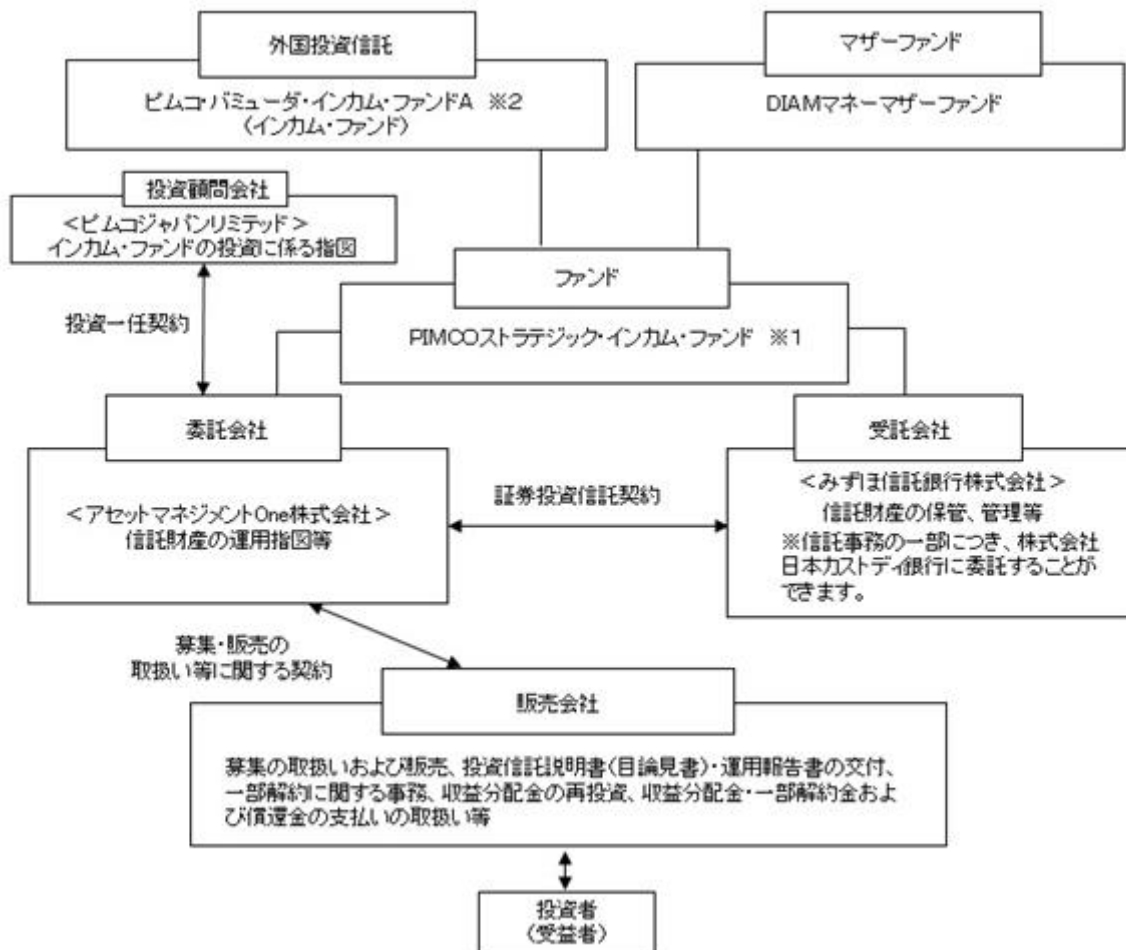 外国投資信託
マザーファンド
ピムコ・バミューダ・インカム・ファンドA ※2
(インカム・ファンド)
DIAMマネーマザーファンド
投資顧問会社
<ピムコジャパンリミテッド>
インカム・ファンドの投資に係る指図
投資一任契約
ファンド
PIMCOストラテジック・インカム・ファンド ※1
委託会社
受託会社
<アセットマネジメントOne株式会社>
信託財産の運用指図等
証券投資信託契約
<みずほ信託銀行株式会社>
信託財産の保管、管理等
※信託事務の一部につき、株式会社
日本カストディ銀行に委託することが
できます。
募集・販売の
取扱い等に関する契約
販売会社
募集の取扱いおよび販売、投資信託説明書(目論見書)・運用報告書の交付、
一部解約に関する事務、収益分配金の再投資、収益分配金・一部解約金およ
び償還金の支払いの取扱い等
投資者
(受益者)